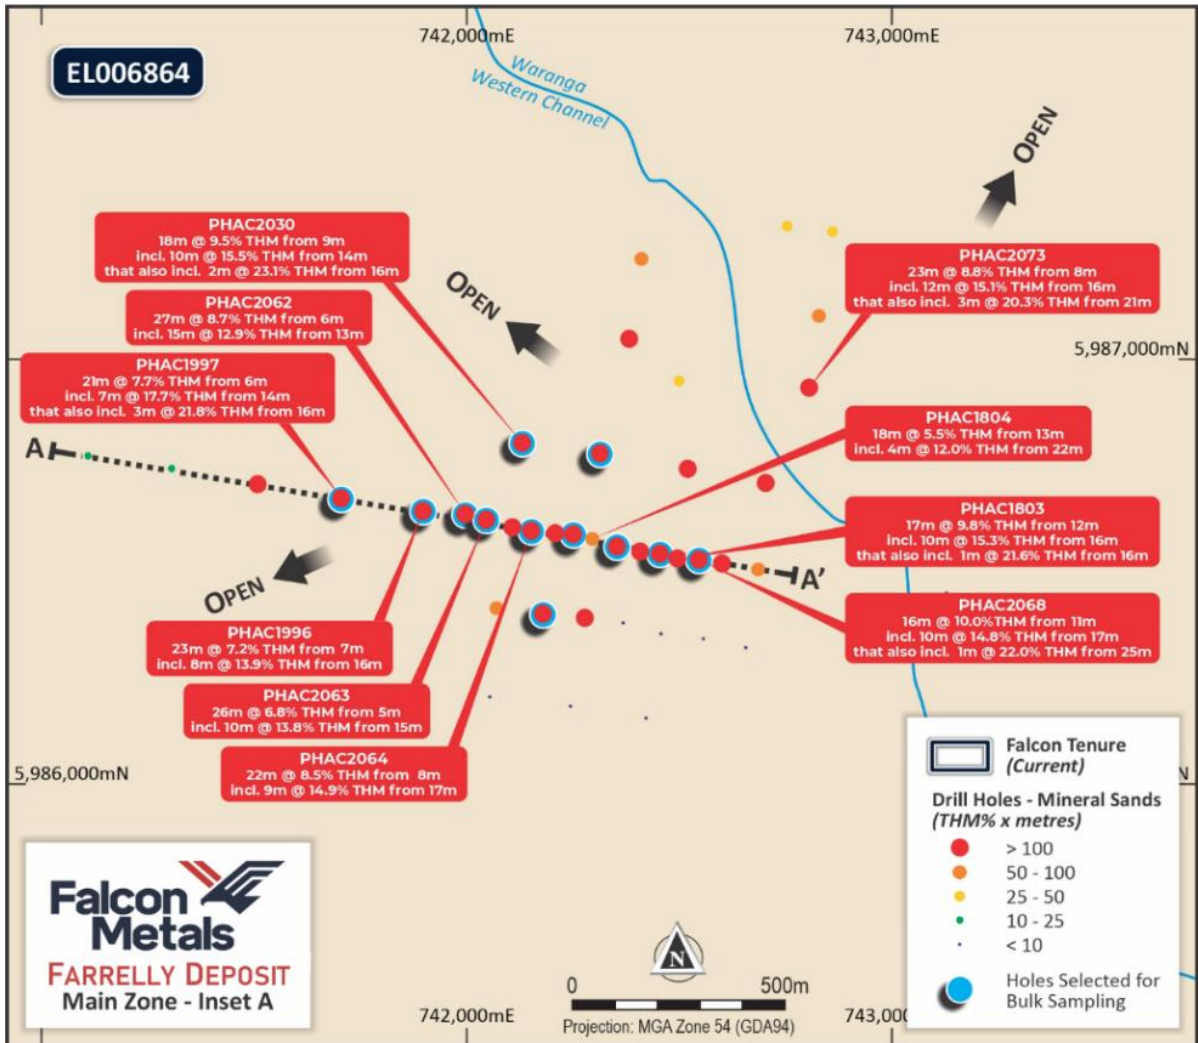 742,000mE
743,000mE
EL006864
Waranga
Western Channel
OPEN
PHAC2030
18m @ 9.5% THM from 9m
incl. 10m @ 15.5% THM from 14m
that also incl. 2m @ 23.1% THM from 16m
OPEN
PHAC2073
23m @ 8.8% THM from 8m
incl. 12m @ 15.1% THM from 16m
that also incl. 3m @ 20.3% THM from 21m
PHAC2062
27m @ 8.7% THM from 6m
incl. 15m @ 12.9% THM from 13m
5,987,000mN
PHAC1997
21m @ 7.7% THM from 6m
incl. 7m @ 17.7% THM from 14m
that also incl. 3m @ 21.8% THM from 16m
PHAC1804
18m @ 5.5% THM from 13m
incl. 4m @ 12.0% THM from 22m
A
PHAC1803
17m @ 9.8% THM from 12m
incl. 10m @ 15.3% THM from 16m
that also incl. 1m @ 21.6% THM from 16m
A'
OPEN
PHAC2068
16m @ 10.0%THM from 11m
incl. 10m @ 14.8% THM from 17m
that also incl. 1m @ 22.0% THM from 25m
PHAC1996
23m @ 7.2% THM from 7m
incl. 8m @ 13.9% THM from 16m
PHAC2063
26m @ 6.8% THM from 5m
incl. 10m @ 13.8% THM from 15m
PHAC2064
22m @ 8.5% THM from 8m
incl. 9m @ 14.9% THM from 17m
5,986,000mN
N
Falcon Tenure
(Current)
Drill Holes - Mineral Sands
(THM% x metres)
> 100
50 - 100
25 - 50
10 - 25
< 10
Holes Selected for
Bulk Sampling
Falcon
Metals
FARRELLY DEPOSIT
Main Zone - Inset A
N
0 500m
Projection: MGA Zone 54 (GDA94)
742,000mE
743,00